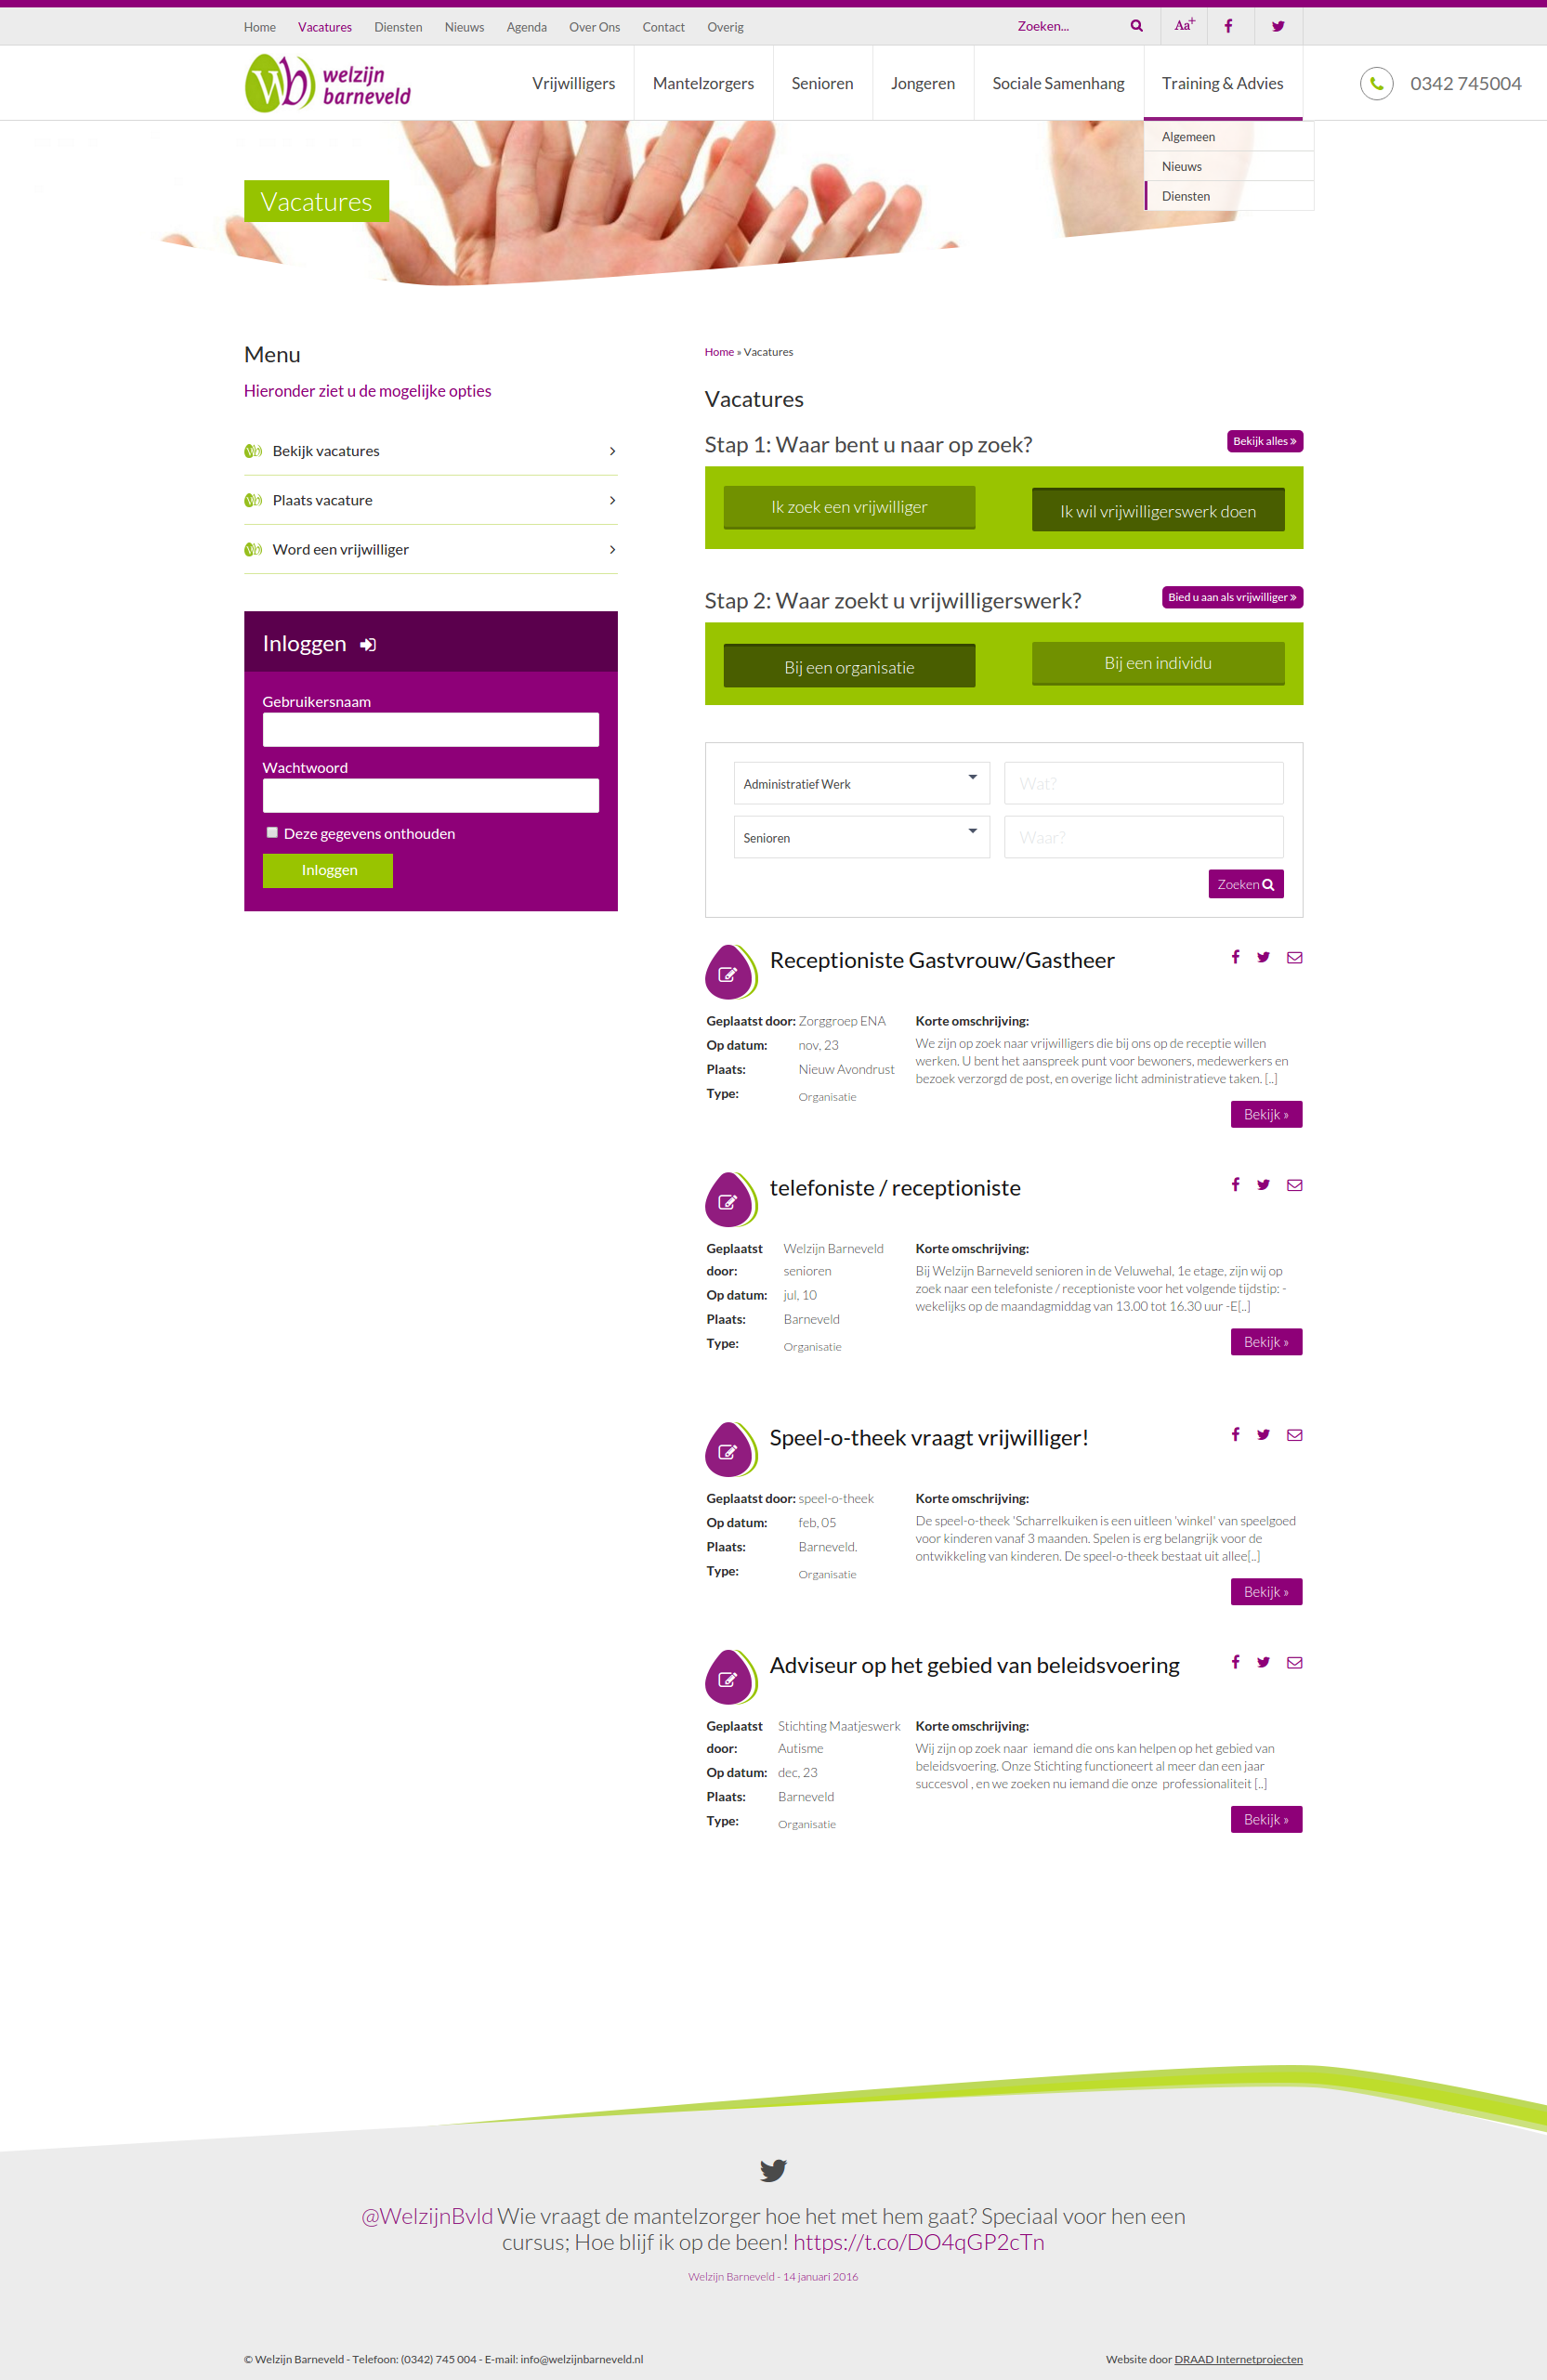 Home Vacatures Diensten Nieuws Agenda Over Ons Contact Overig Zoeken... Aa+
welzijn
barneveld
Vrijwilligers Mantelzorgers Senioren Jongeren Sociale Samenhang Training & Advies 0342 745004
Algemeen
Nieuws
Diensten
Vacatures
Menu
Hieronder ziet u de mogelijke opties
Bekijk vacatures
Plaats vacature
Word een vrijwilliger
Inloggen
Gebruikersnaam
Wachtwoord
Deze gegevens onthouden
Inloggen
Home » Vacatures
Vacatures
Stap 1: Waar bent u naar op zoek? Bekijk alles »
Ik zoek een vrijwilliger Ik wil vrijwilligerswerk doen
Stap 2: Waar zoekt u vrijwilligerswerk? Bied u aan als vrijwilliger »
Bij een organisatie Bij een individu
Administratief Werk Wat?
Senioren Waar?
Zoeken
Receptioniste Gastvrouw/Gastheer
Geplaatst door: Zorggroep ENA
Op datum: nov, 23
Plaats: Nieuw Avondrust
Type: Organisatie
Korte omschrijving:
We zijn op zoek naar vrijwilligers die bij ons op de receptie willen
werken. U bent het aanspreek punt voor bewoners, medewerkers en
bezoek verzorgd de post, en overige licht administratieve taken. [..]
Bekijk »
telefoniste / receptioniste
Geplaatst Welzijn Barneveld
door: senioren
Op datum: jul, 10
Plaats: Barneveld
Type: Organisatie
Korte omschrijving:
Bij Welzijn Barneveld senioren in de Veluwehal, 1e etage, zijn wij op
zoek naar een telefoniste / receptioniste voor het volgende tijdstip: -
wekelijks op de maandagmiddag van 13.00 tot 16.30 uur -E[..]
Bekijk »
Speel-o-theek vraagt vrijwilliger!
Geplaatst door: speel-o-theek
Op datum: feb, 05
Plaats: Barneveld.
Type: Organisatie
Korte omschrijving:
De speel-o-theek 'Scharrelkuiken is een uitleen 'winkel' van speelgoed
voor kinderen vanaf 3 maanden. Spelen is erg belangrijk voor de
ontwikkeling van kinderen. De speel-o-theek bestaat uit allee[..]
Bekijk »
Adviseur op het gebied van beleidsvoering
Geplaatst Stichting Maatjeswerk
door: Autisme
Op datum: dec, 23
Plaats: Barneveld
Type: Organisatie
Korte omschrijving:
Wij zijn op zoek naar iemand die ons kan helpen op het gebied van
beleidsvoering. Onze Stichting functioneert al meer dan een jaar
succesvol , en we zoeken nu iemand die onze professionaliteit [..]
Bekijk »
@WelzijnBvld Wie vraagt de mantelzorger hoe het met hem gaat? Speciaal voor hen een
cursus; Hoe blijf ik op de been! https://t.co/DO4qGP2cTn
Welzijn Barneveld - 14 januari 2016
© Welzijn Barneveld - Telefoon: (0342) 745 004 - E-mail: info@welzijnbarneveld.nl Website door DRAAD Internetprojecten